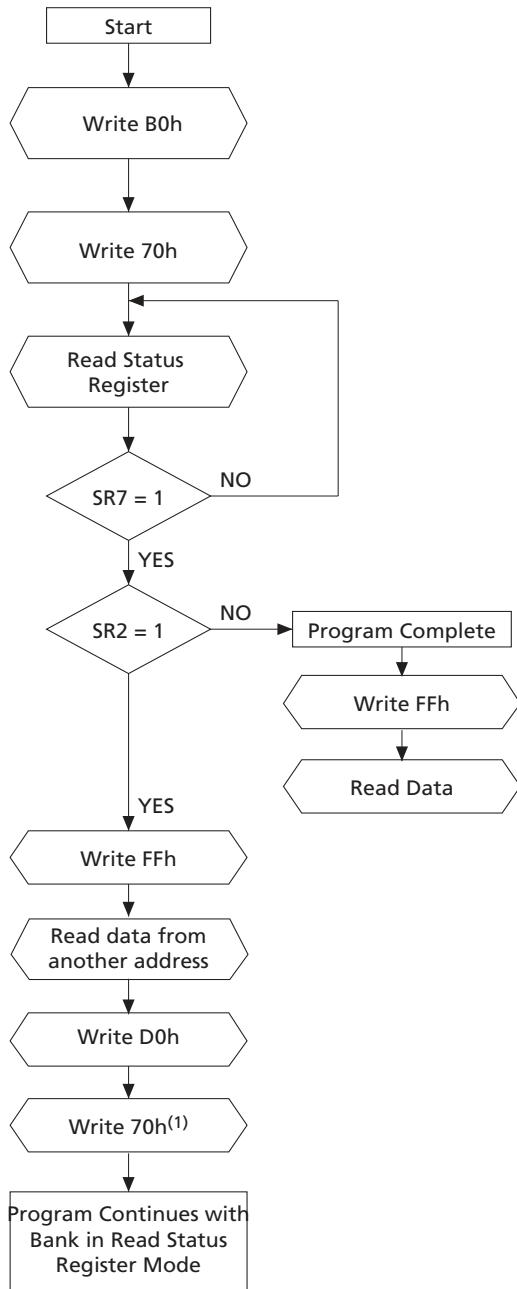 Start
Write B0h
Write 70h
Read Status
Register
SR7 = 1
NO
YES
SR2 = 1
NO
Program Complete
Write FFh
Read Data
YES
Write FFh
Read data from
another address
Write D0h
Write 70h(1)
Program Continues with
Bank in Read Status
Register Mode